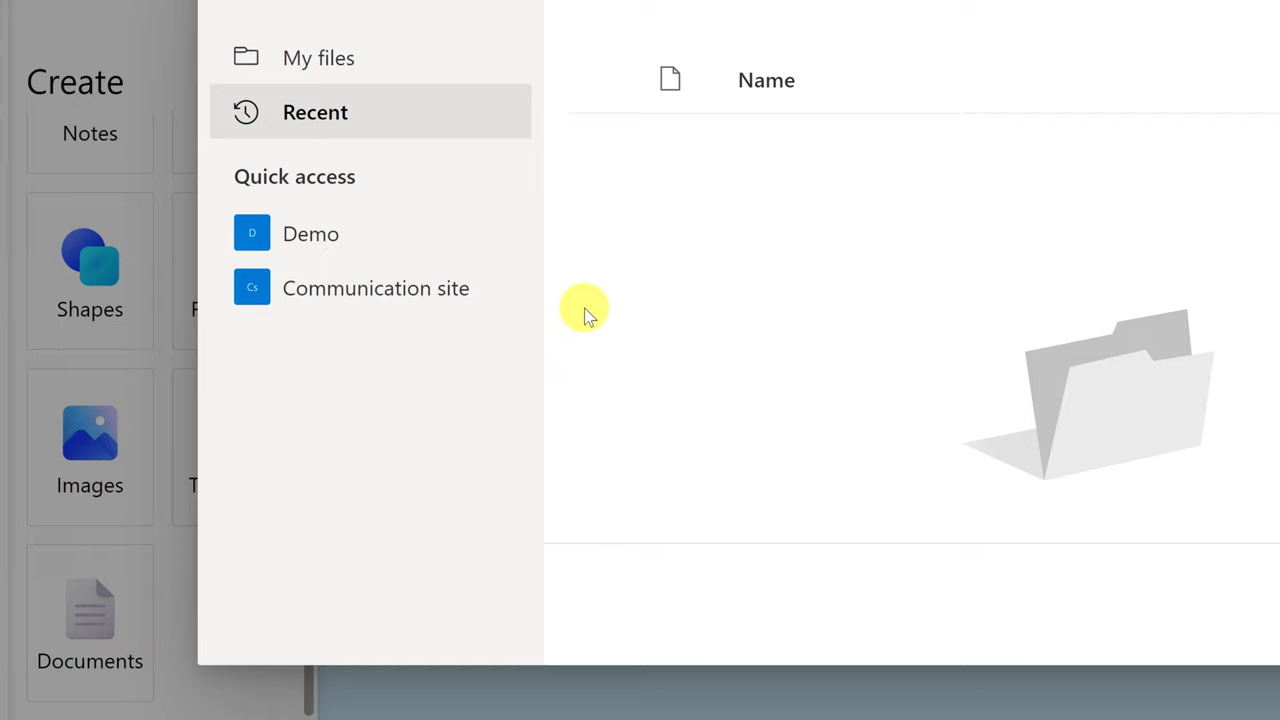 Create
Notes
Shapes
Images
Documents
My files
Recent
Quick access
D
Demo
Cs
Communication site
Name